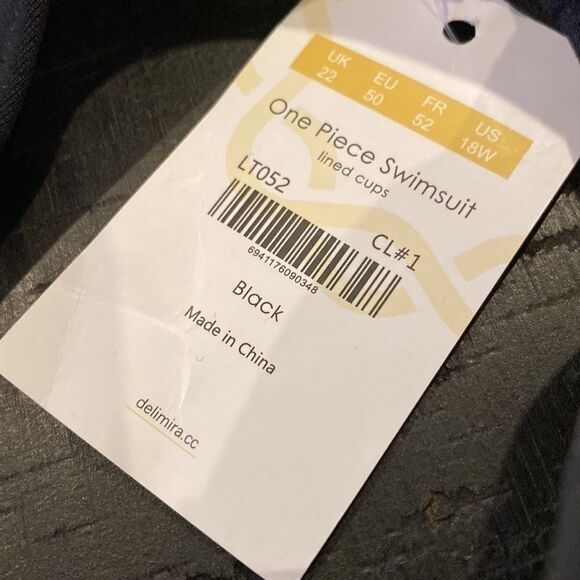 UK EU FR US
22 50 52 18W
One Piece Swimsuit
lined cups
LT052 CL#1
6941176090348
Black
Made in China
delimira.cc